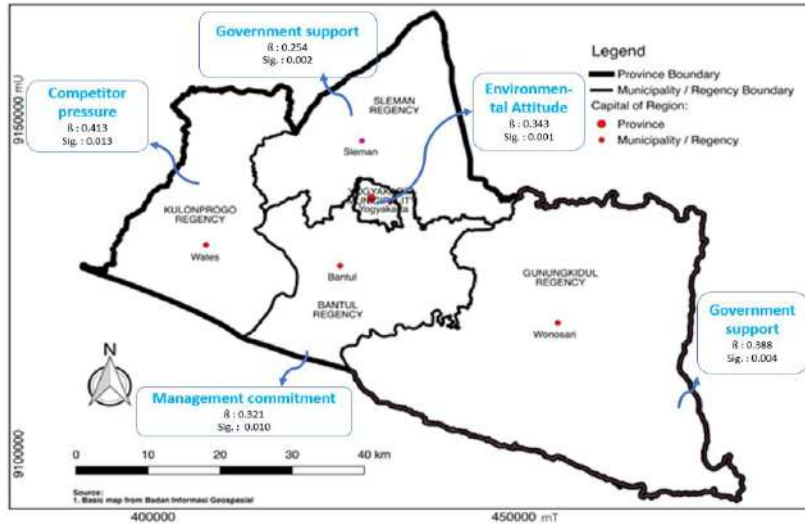 Government support
ß : 0.254
Sig. : 0.002
Competitor
pressure
ß : 0.413
Sig. : 0.013
Environmen-
tal Attitude
ß : 0.343
Sig. : 0.001
Legend
Province Boundary
Municipality / Regency Boundary
Capital of Region:
Province
Municipality / Regency
9150000 mU
SLEMAN
REGENCY
Sleman
YOGYAKARTA
MUNICIPALITY
Yogyakarta
KULONPROGO
REGENCY
Wates
Bantul
BANTUL
REGENCY
GUNUNGKIDUL
REGENCY
Wonosari
Government
support
ß : 0.388
Sig. : 0.004
N
Management commitment
ß : 0.321
Sig. : 0.010
9100000
0 10 20 30 40 km
Source:
1. Basic map from Badan Informasi Geospasial
400000 450000 mT